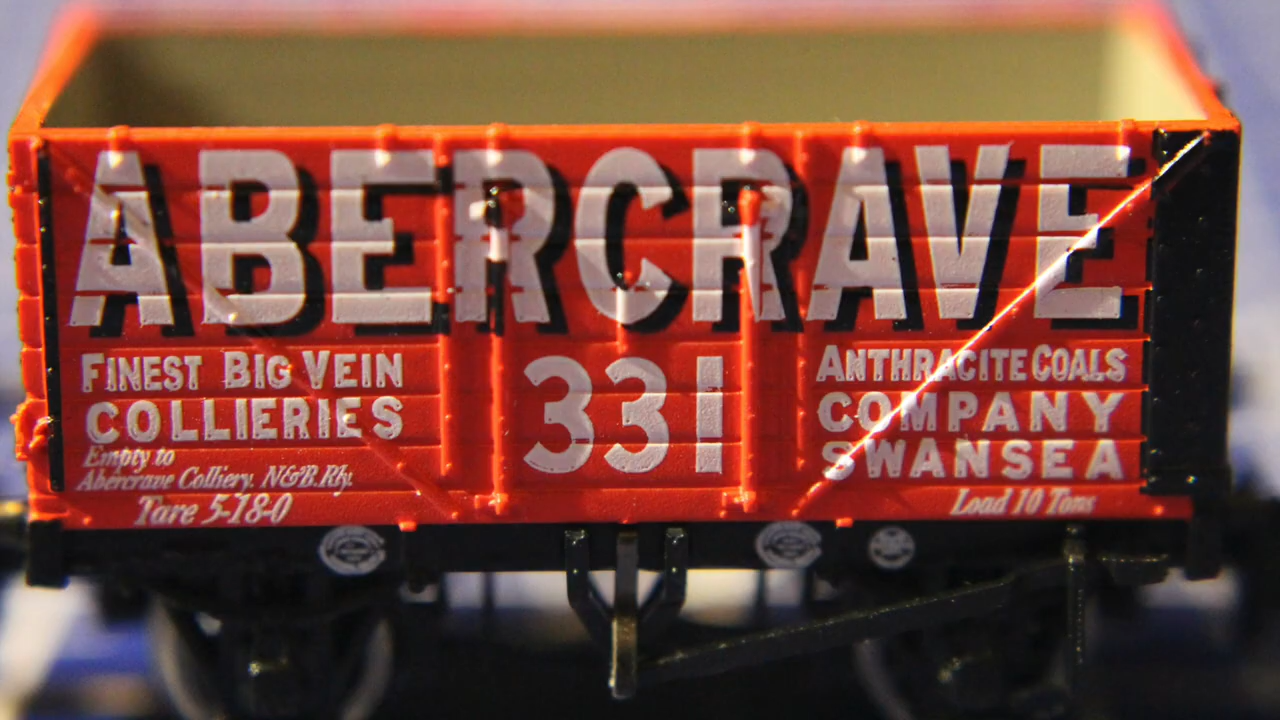 ABERCRAVE
FINEST BIG VEIN
COLLIERIES
Empty to
Abercrave Colliery. N&B. Rly.
Tare 5-18-0
331
ANTHRACITE COALS
COMPANY
SWANSEA
Load 10 Tons